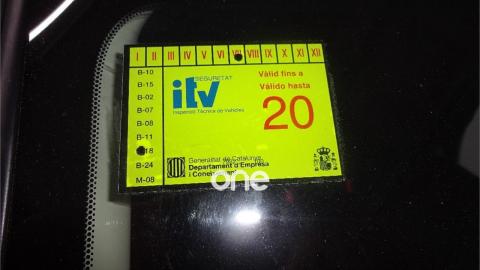 I II III IV V VI VII VIII IX X XI XII
B-10
B-15
B-02
B-07
B-08
B-11
18
B-24
M-08
SEGURETAT
itv
Inspecció Tècnica de Vehicles
Vàlid fins a
Válido hasta
20
Generalitat de Catalunya
Departament d'Empresa
i Coneixement
one